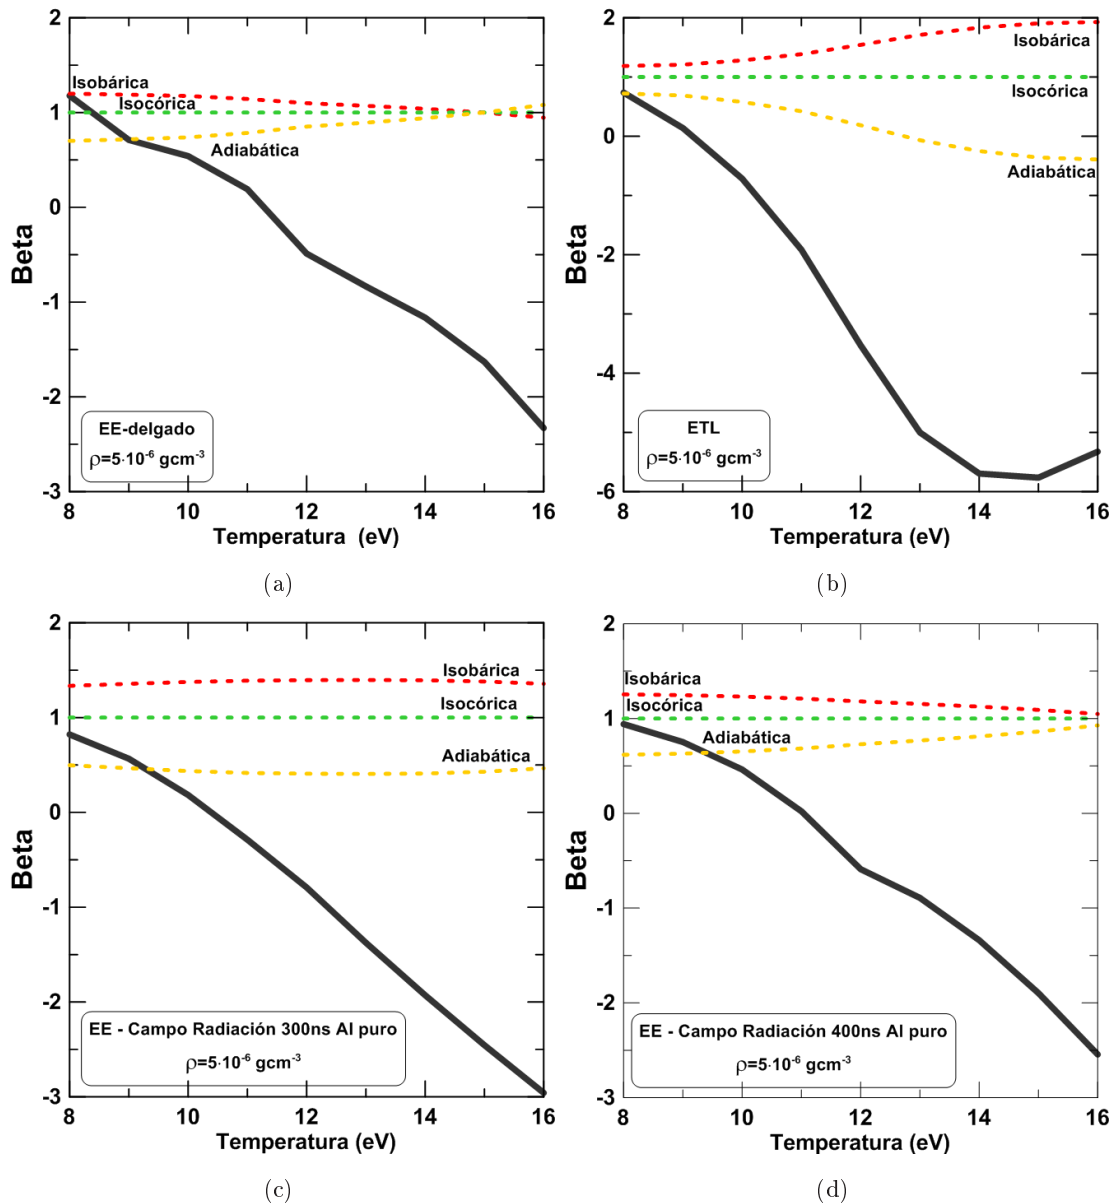 2
1
0
-1
-2
-3
Beta
Isobárica
Isocórica
Adiabática
EE-delgado
ρ=5·10⁻⁶ gcm⁻³
8 10 12 14 16
Temperatura (eV)
(a)
2
0
-2
-4
-6
Beta
Isobárica
Isocórica
Adiabática
ETL
ρ=5·10⁻⁶ gcm⁻³
8 10 12 14 16
Temperatura (eV)
(b)
2
1
0
-1
-2
-3
Beta
Isobárica
Isocórica
Adiabática
EE - Campo Radiación 300ns Al puro
ρ=5·10⁻⁶ gcm⁻³
8 10 12 14 16
Temperatura (eV)
(c)
2
1
0
-1
-2
-3
Beta
Isobárica
Isocórica
Adiabática
EE - Campo Radiación 400ns Al puro
ρ=5·10⁻⁶ gcm⁻³
8 10 12 14 16
Temperatura (eV)
(d)